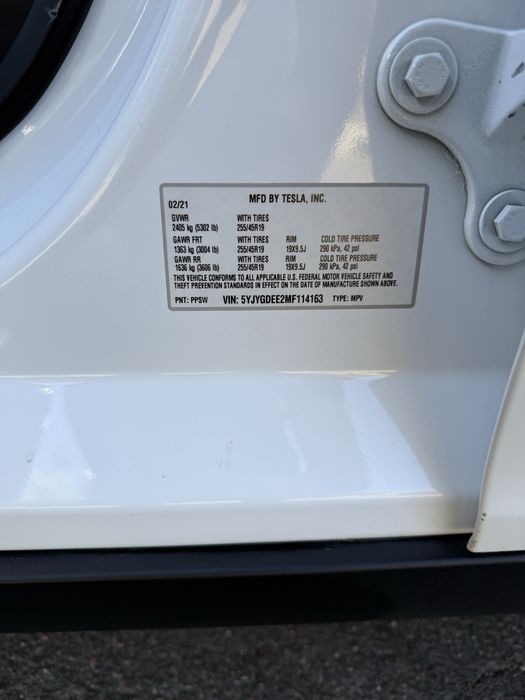 02/21 MFD BY TESLA, INC.
GVWR WITH TIRES
2405 kg (5302 lb) 255/45R19
GAWR FRT WITH TIRES RIM COLD TIRE PRESSURE
1363 kg (3004 lb) 255/45R19 19X9.5J 290 kPa, 42 psi
GAWR RR WITH TIRES RIM COLD TIRE PRESSURE
1636 kg (3606 lb) 255/45R19 19X9.5J 290 kPa, 42 psi
THIS VEHICLE CONFORMS TO ALL APPLICABLE U.S. FEDERAL MOTOR VEHICLE SAFETY AND
THEFT PREVENTION STANDARDS IN EFFECT ON THE DATE OF MANUFACTURE SHOWN ABOVE.
PNT: PPSW VIN: 5YJYGDEE2MF114163 TYPE: MPV